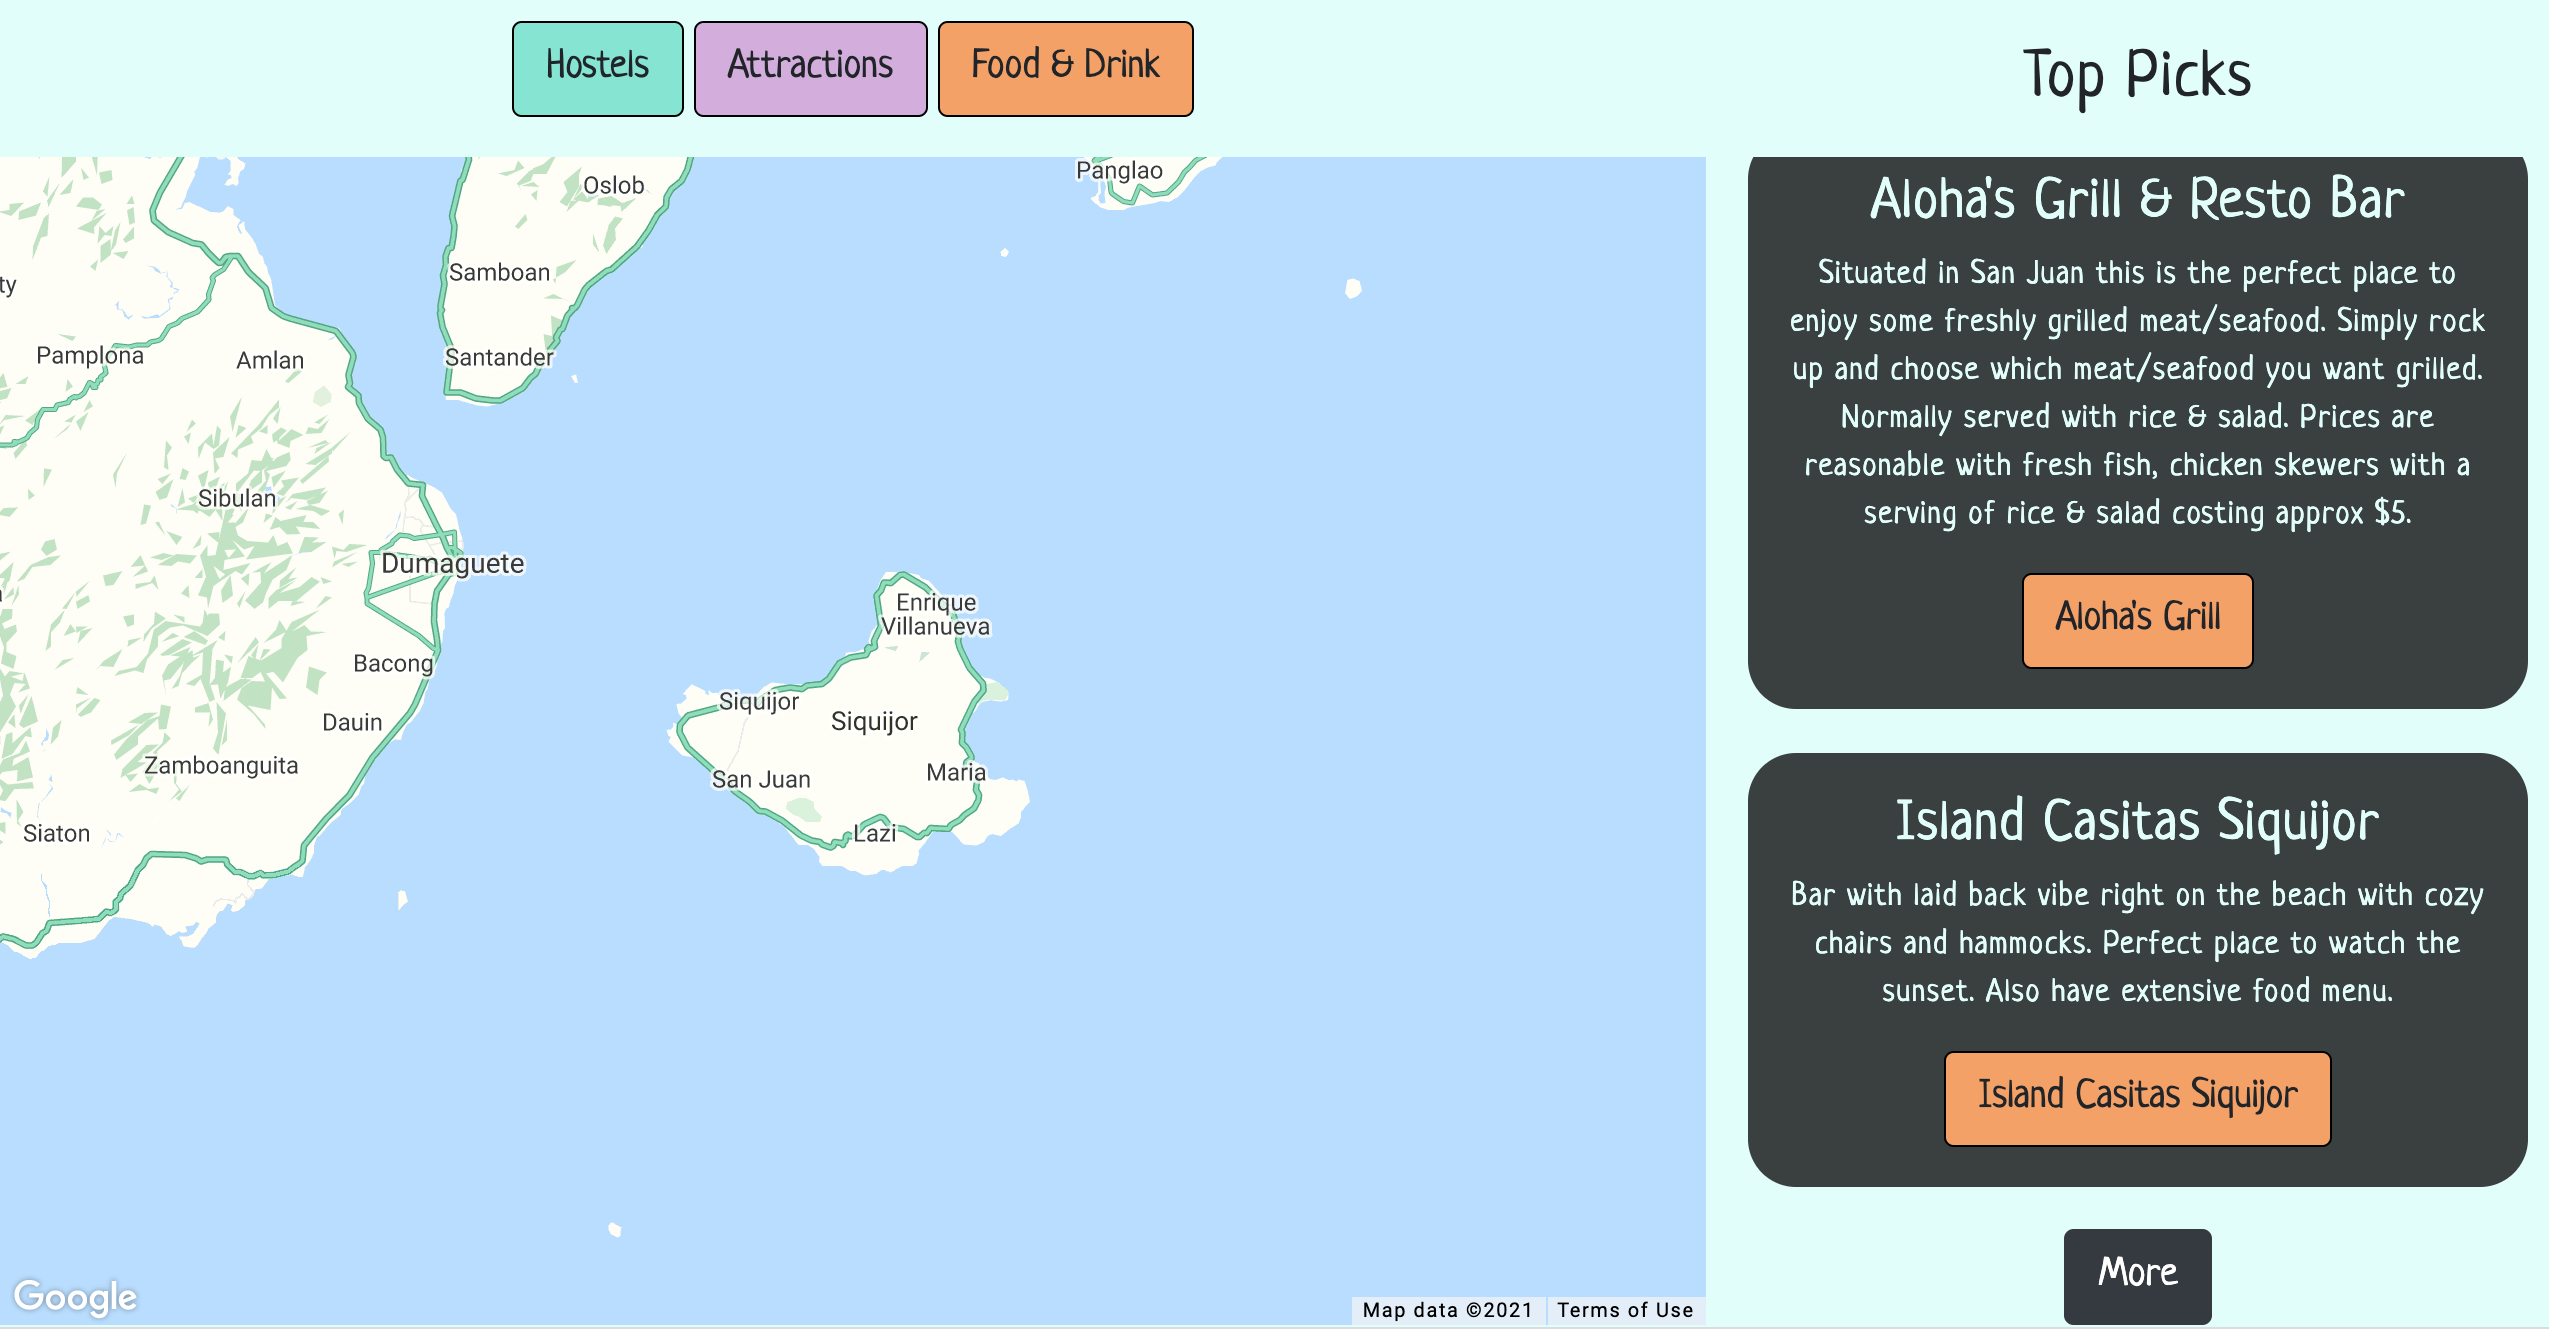 Hostels
Attractions
Food & Drink
Top Picks
Panglao
Oslob
Samboan
ty
Pamplona
Amlan
Santander
Sibulan
Dumaguete
Enrique
Villanueva
Bacong
Siquijor
Siquijor
Dauin
Zamboanguita
San Juan
Maria
Siaton
Lazi
Google
Map data ©2021
Terms of Use
Aloha's Grill & Resto Bar
Situated in San Juan this is the perfect place to
enjoy some freshly grilled meat/seafood. Simply rock
up and choose which meat/seafood you want grilled.
Normally served with rice & salad. Prices are
reasonable with fresh fish, chicken skewers with a
serving of rice & salad costing approx $5.
Aloha's Grill
Island Casitas Siquijor
Bar with laid back vibe right on the beach with cozy
chairs and hammocks. Perfect place to watch the
sunset. Also have extensive food menu.
Island Casitas Siquijor
More